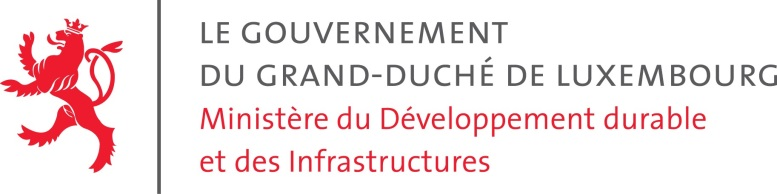 LE GOUVERNEMENT
DU GRAND-DUCHÉ DE LUXEMBOURG
Ministère du Développement durable
et des Infrastructures